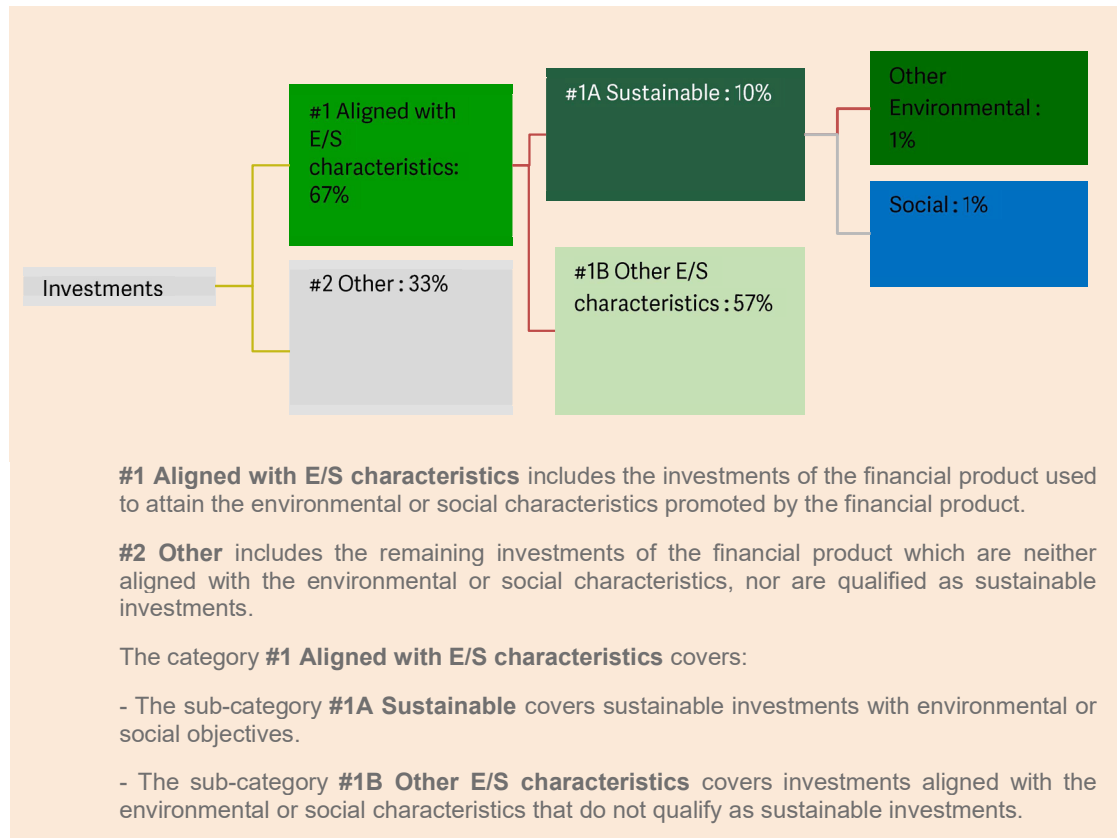 #1 Aligned with
E/S
characteristics:
67%
#1A Sustainable : 10%
Other
Environmental :
1%
Social : 1%
Investments
#2 Other : 33%
#1B Other E/S
characteristics : 57%
#1 Aligned with E/S characteristics includes the investments of the financial product used
to attain the environmental or social characteristics promoted by the financial product.
#2 Other includes the remaining investments of the financial product which are neither
aligned with the environmental or social characteristics, nor are qualified as sustainable
investments.
The category #1 Aligned with E/S characteristics covers:
- The sub-category #1A Sustainable covers sustainable investments with environmental or
social objectives.
- The sub-category #1B Other E/S characteristics covers investments aligned with the
environmental or social characteristics that do not qualify as sustainable investments.